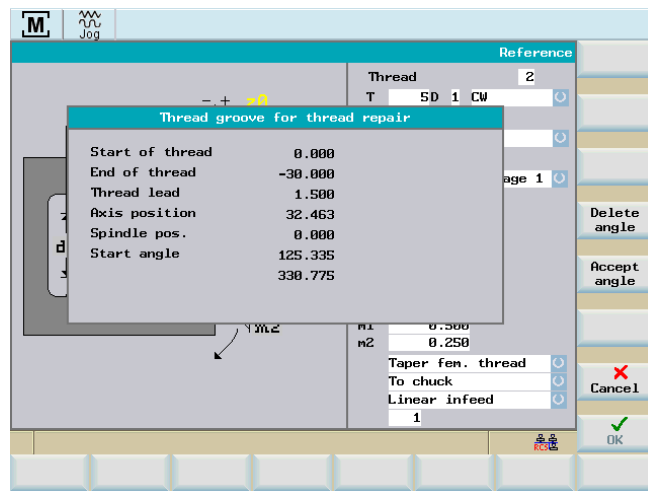 M
Jog
Reference
Thread 2
T 5D 1 CW
-.+ z0
Thread groove for thread repair
Start of thread 0.000
End of thread -30.000
Thread lead 1.500
Axis position 32.463
Spindle pos. 0.000
Start angle 125.335
330.775
age 1
Delete
angle
Accept
angle
m1 0.500
m2 0.250
Taper fem. thread
To chuck
Linear infeed
1
Cancel
OK
RCS